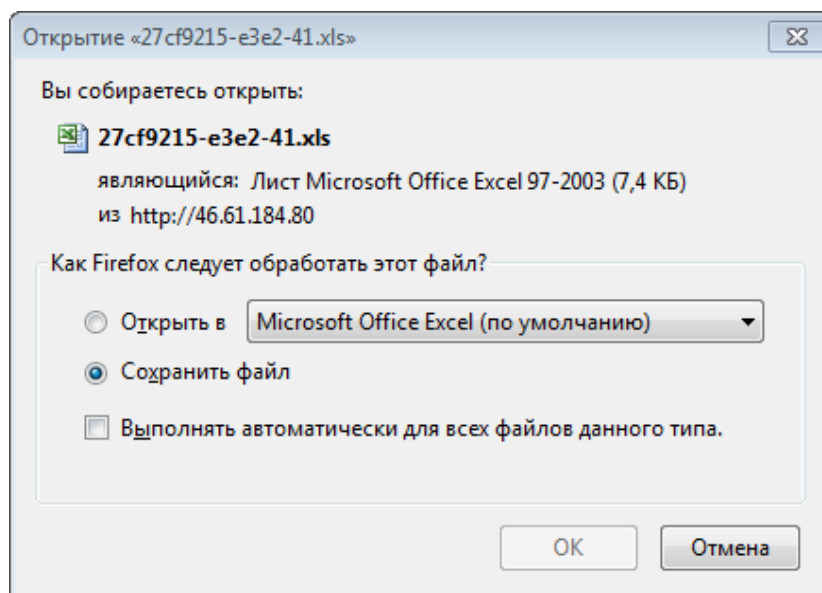 Открытие «27cf9215-e3e2-41.xls»
Вы собираетесь открыть:
27cf9215-e3e2-41.xls
являющийся: Лист Microsoft Office Excel 97-2003 (7,4 КБ)
из http://46.61.184.80
Как Firefox следует обработать этот файл?
Открыть в Microsoft Office Excel (по умолчанию)
Сохранить файл
Выполнять автоматически для всех файлов данного типа.
ОК Отмена